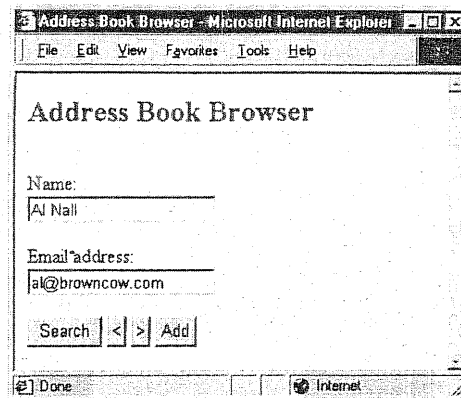 Address Book Browser - Microsoft Internet Explorer
File Edit View Favorites Tools Help
Address Book Browser
Name:
Al Nall
Email address:
al@browncow.com
Search < > Add
Done Internet